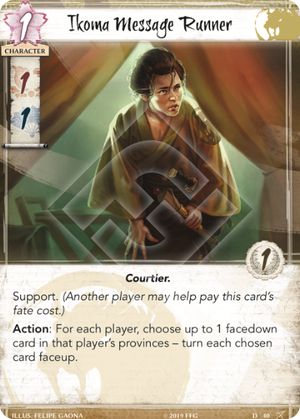 1
Ikoma Message Runner
CHARACTER
1
1
1
Courtier.
Support. (Another player may help pay this card's
fate cost.)
Action: For each player, choose up to 1 facedown
card in that player's provinces – turn each chosen
card faceup.
ILLUS: FELIPE GAONA
©2019 FFG
D 40